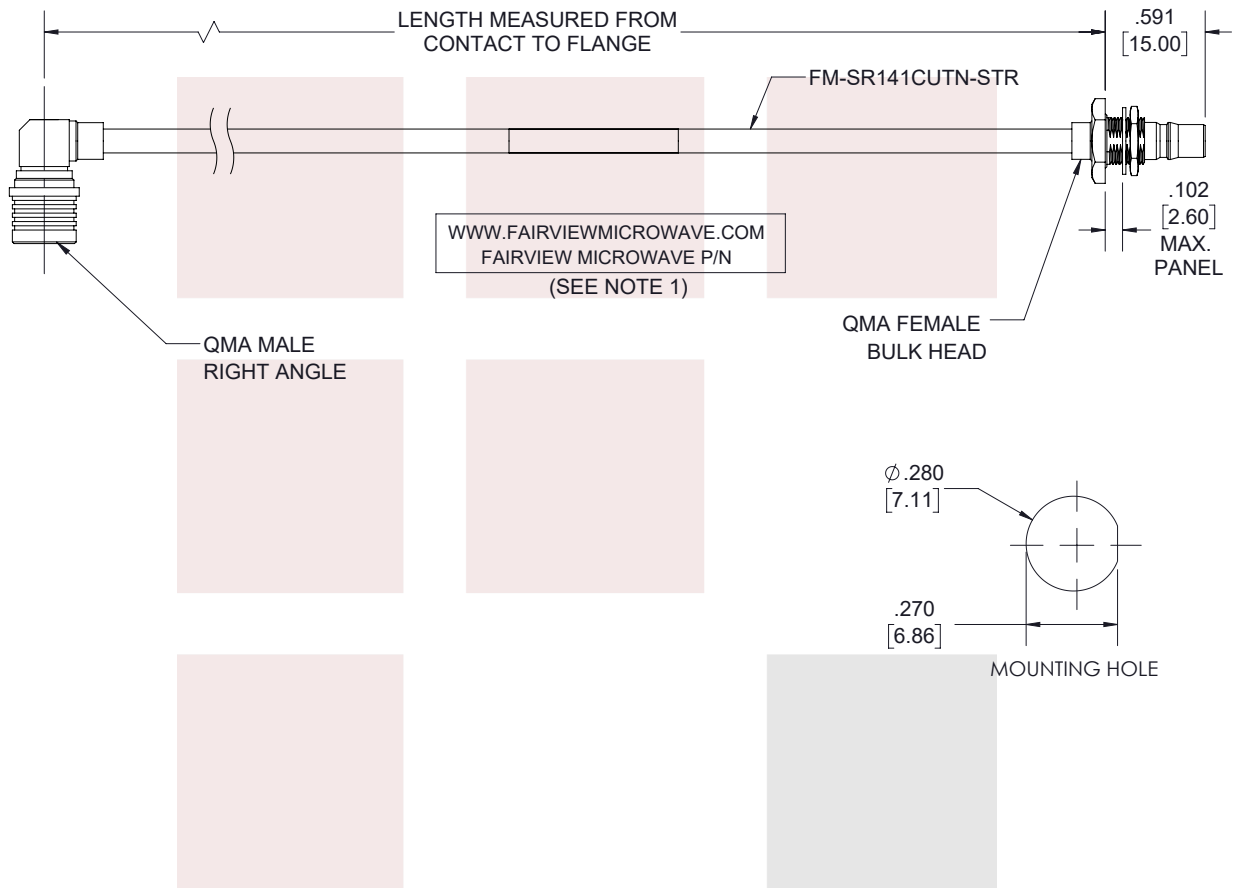 LENGTH MEASURED FROM
CONTACT TO FLANGE
.591
[15.00]
FM-SR141CUTN-STR
.102
[2.60]
MAX.
PANEL
WWW.FAIRVIEWMICROWAVE.COM
FAIRVIEW MICROWAVE P/N
(SEE NOTE 1)
QMA MALE
RIGHT ANGLE
QMA FEMALE
BULK HEAD
∅.280
[7.11]
.270
[6.86]
MOUNTING HOLE